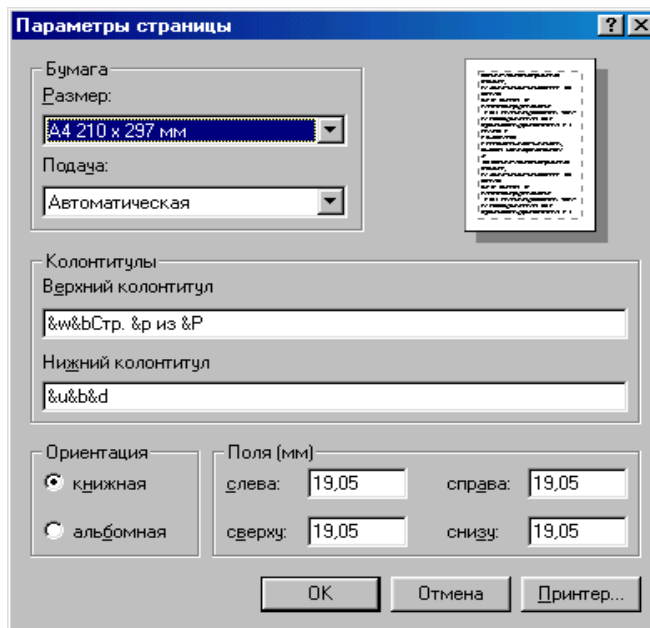 Параметры страницы
Бумага
Размер:
A4 210 x 297 мм
Подача:
Автоматическая
Колонтитулы
Верхний колонтитул
&w&bСтр. &p из &P
Нижний колонтитул
&u&b&d
Ориентация
книжная
альбомная
Поля (мм)
слева: 19,05 справа: 19,05
сверху: 19,05 снизу: 19,05
OK Отмена Принтер...